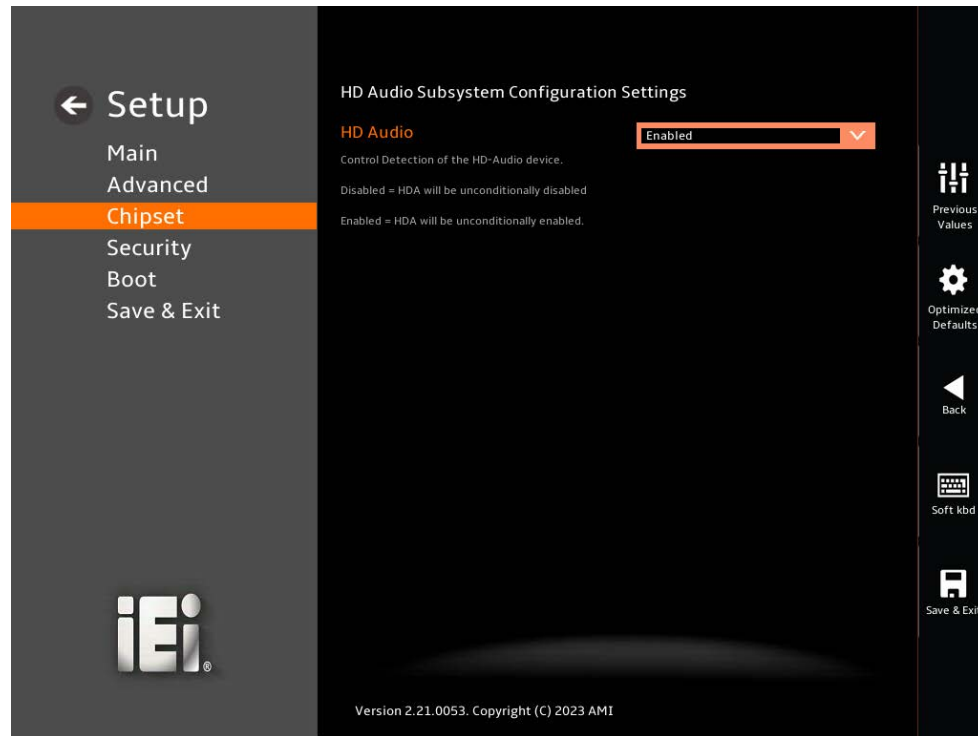 Setup
Main
Advanced
Chipset
Security
Boot
Save & Exit
iEi®
HD Audio Subsystem Configuration Settings
HD Audio
Enabled
Control Detection of the HD-Audio device.
Disabled = HDA will be unconditionally disabled
Enabled = HDA will be unconditionally enabled.
Version 2.21.0053. Copyright (C) 2023 AMI
Previous
Values
Optimized
Defaults
Back
Soft kbd
Save & Exit